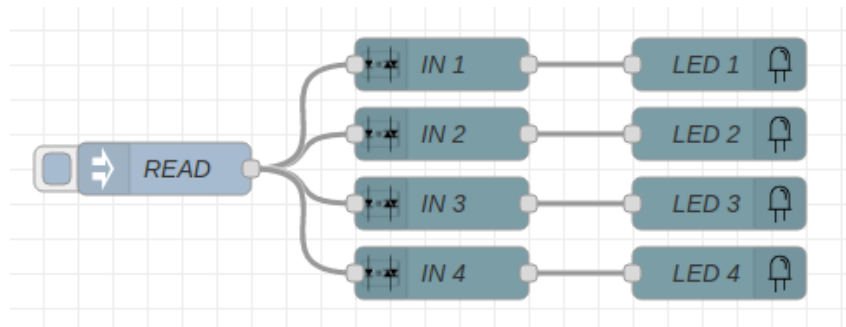 IN 1 LED 1
IN 2 LED 2
READ
IN 3 LED 3
IN 4 LED 4